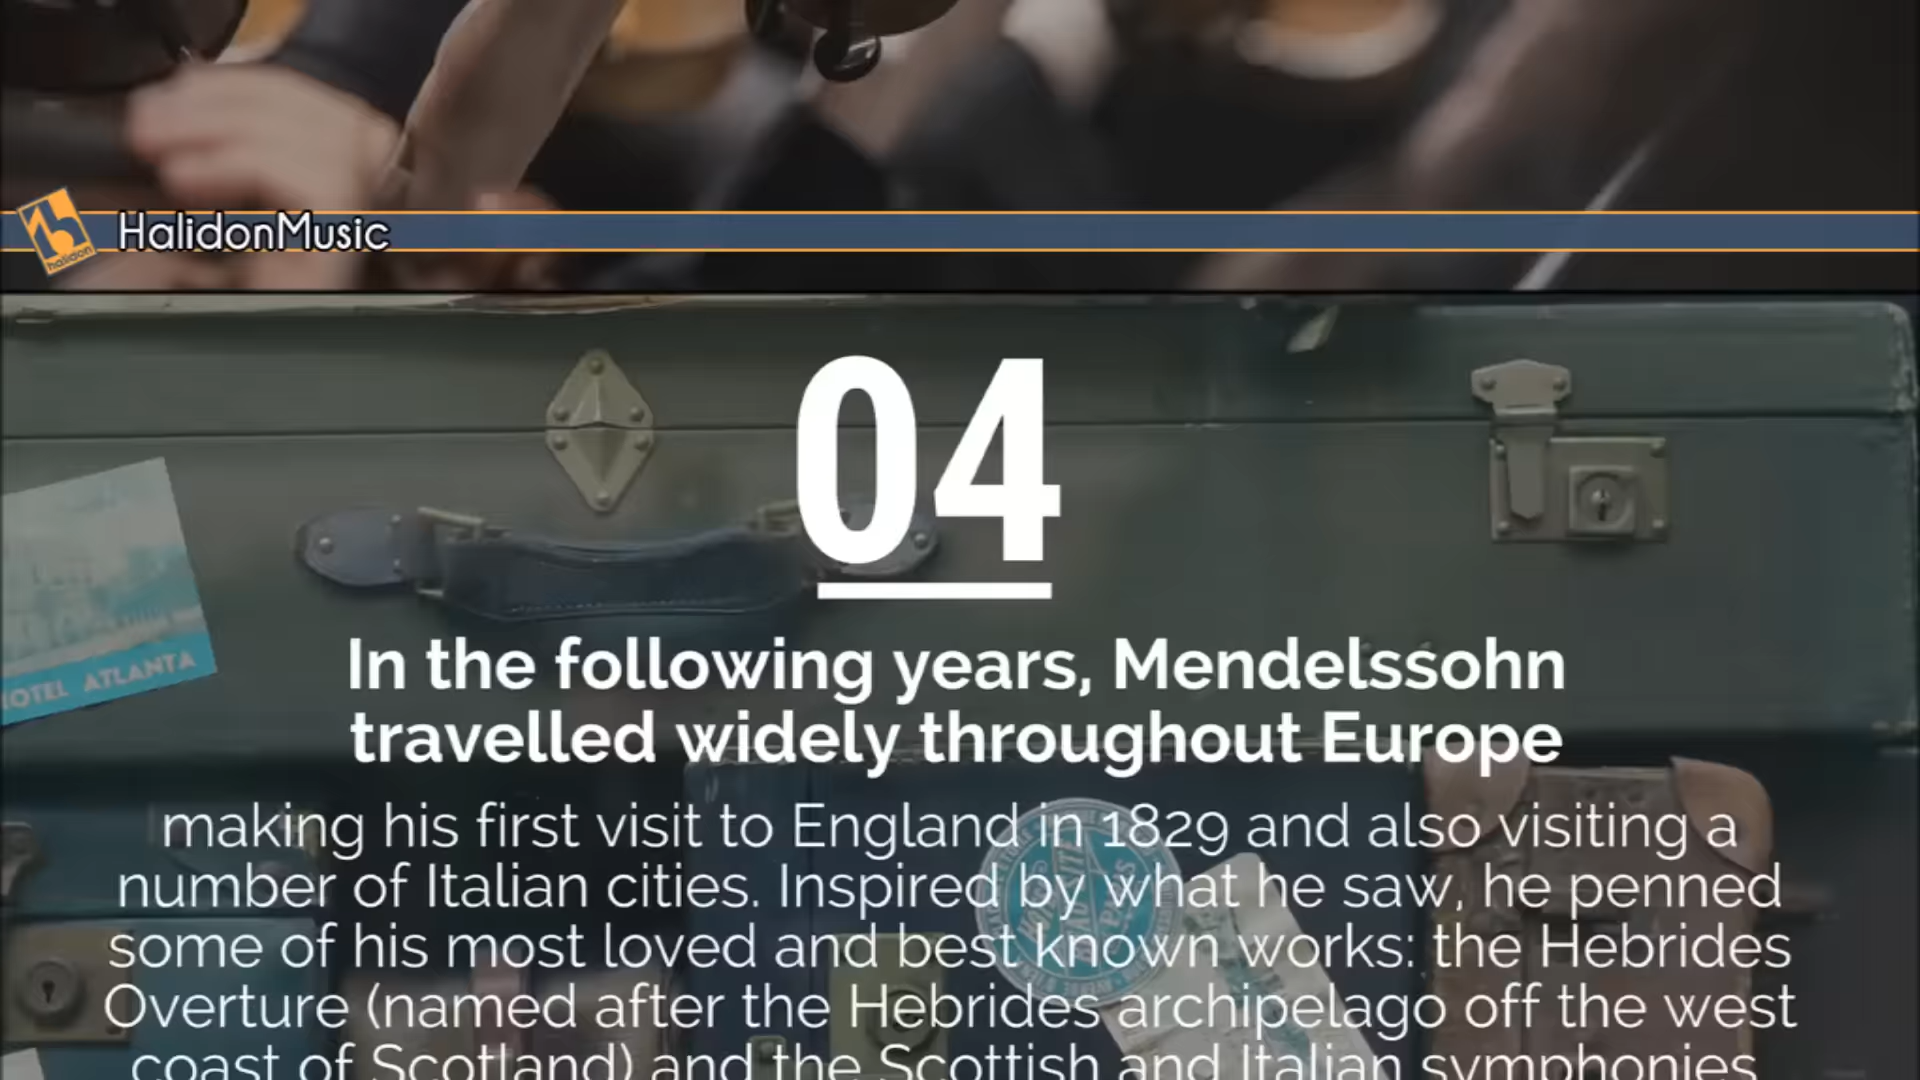 halidon
HalidonMusic
04
HOTEL ATLANTA
In the following years, Mendelssohn
travelled widely throughout Europe
making his first visit to England in 1829 and also visiting a
number of Italian cities. Inspired by what he saw, he penned
some of his most loved and best known works: the Hebrides
Overture (named after the Hebrides archipelago off the west
coast of Scotland) and the Scottish and Italian symphonies